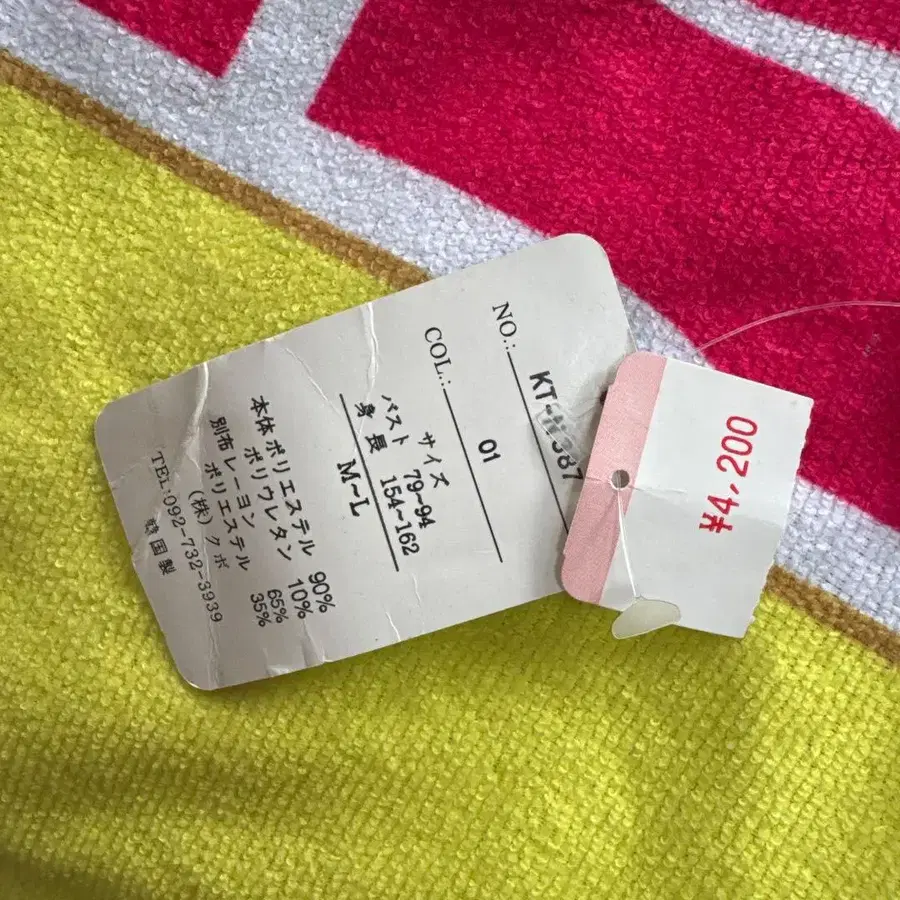 NO.:
COL.: 01
サイズ
バスト 79~94
身長 154~162
M~L
本体 ポリエステル 90%
ポリウレタン 10%
別布 レーヨン 65%
ポリエステル 35%
(株) クボ
TEL:092-732-3939
韓国製
¥4,200